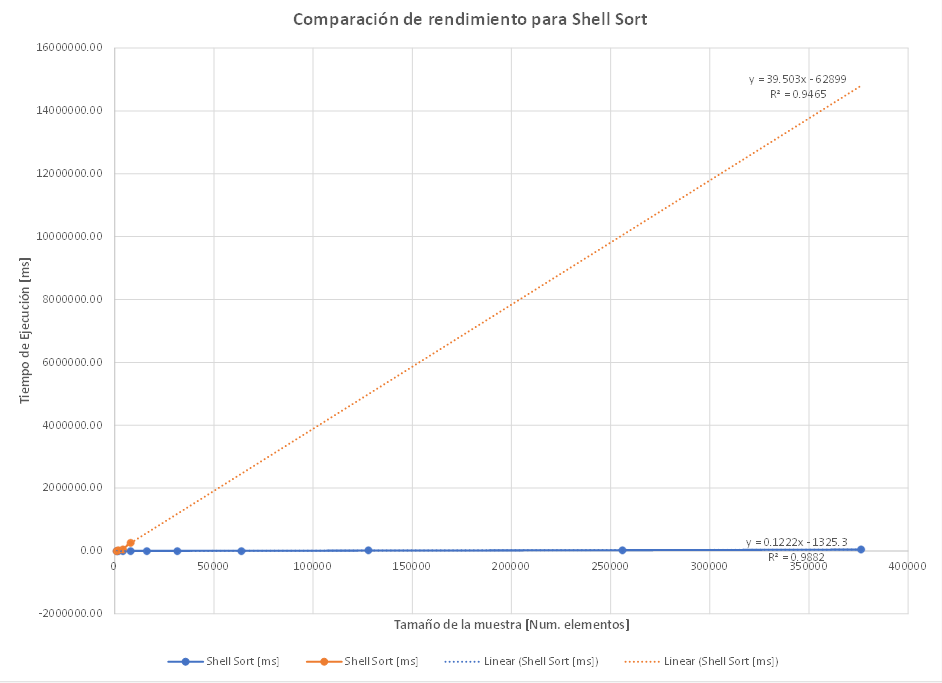 Comparación de rendimiento para Shell Sort
16000000.00
14000000.00
12000000.00
10000000.00
8000000.00
6000000.00
4000000.00
2000000.00
0.00
-2000000.00
Tiempo de Ejecución [ms]
y = 39.503x - 62899
R² = 0.9465
y = 0.1222x - 1325.3
R² = 0.9882
0 50000 100000 150000 200000 250000 300000 350000 400000
Tamaño de la muestra [Num. elementos]
Shell Sort [ms] Shell Sort [ms] Linear (Shell Sort [ms]) Linear (Shell Sort [ms])